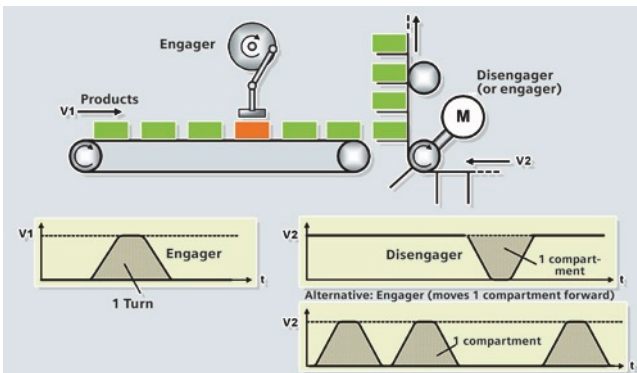 Engager
Products
V1
Disengager
(or engager)
M
V2
V1
Engager
t
1 Turn
V2
Disengager
1 compart-
ment
t
Alternative: Engager (moves 1 compartment forward)
V2
1 compartment
t